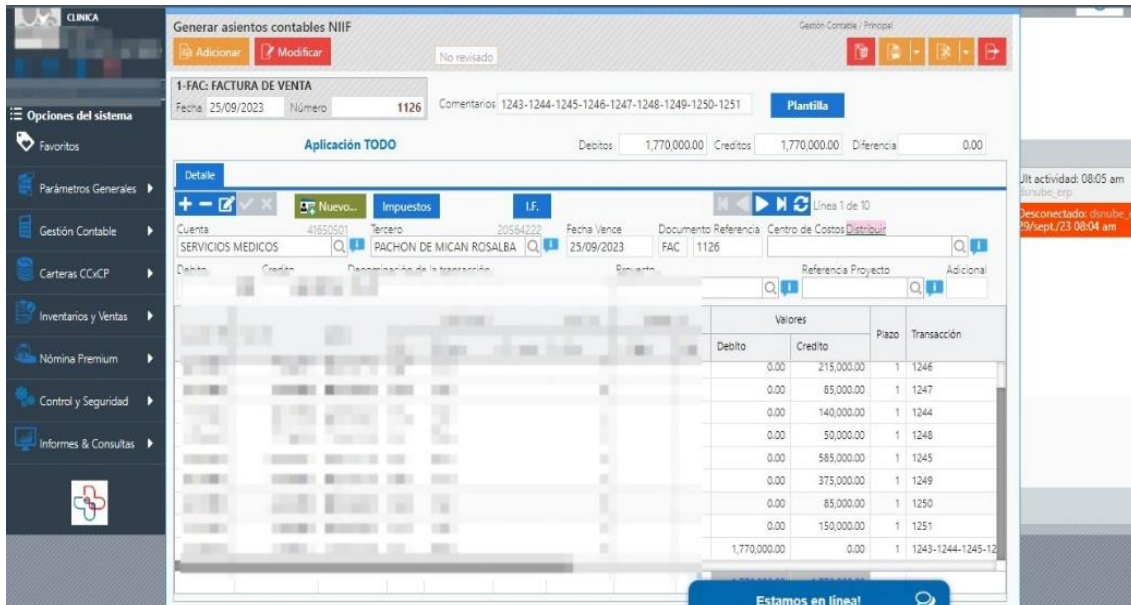 CLINICA
Opciones del sistema
Favoritos
Parámetros Generales
Gestión Contable
Carteras CCxCP
Inventarios y Ventas
Nómina Premium
Control y Seguridad
Informes & Consultas
Generar asientos contables NIIF
Gestión Contable / Principal
Adicionar Modificar No revisado
1-FAC: FACTURA DE VENTA
Fecha 25/09/2023 Número 1126 Comentarios 1243-1244-1245-1246-1247-1248-1249-1250-1251 Plantilla
Aplicación TODO Debitos 1,770,000.00 Creditos 1,770,000.00 Diferencia 0.00
Detalle
Nuevo... Impuestos I.F. Línea 1 de 10
Cuenta 41650501 Tercero 20564222 Fecha Vence Documento Referencia Centro de Costos Distribuir
SERVICIOS MEDICOS PACHON DE MICAN ROSALBA 25/09/2023 FAC 1126
Debito Credito Denominación de la transacción Proyecto Referencia Proyecto Adicional
Valores
Debito Credito Plazo Transacción
0.00 215,000.00 1 1246
0.00 85,000.00 1 1247
0.00 140,000.00 1 1244
0.00 50,000.00 1 1248
0.00 585,000.00 1 1245
0.00 375,000.00 1 1249
0.00 85,000.00 1 1250
0.00 150,000.00 1 1251
1,770,000.00 0.00 1 1243-1244-1245-12
Estamos en línea!
Ult actividad: 08:05 am
dsnube_erp
Desconectado: dsnube_
29/sept./23 08:04 am